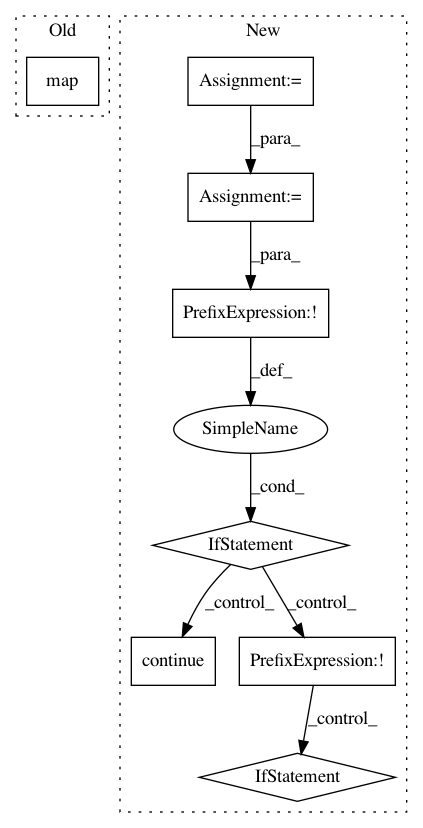 Old
New
map
Assignment:=
_para_
Assignment:=
_para_
PrefixExpression:!
_def_
SimpleName
_cond_
IfStatement
_control_
_control_
continue
PrefixExpression:!
_control_
IfStatement